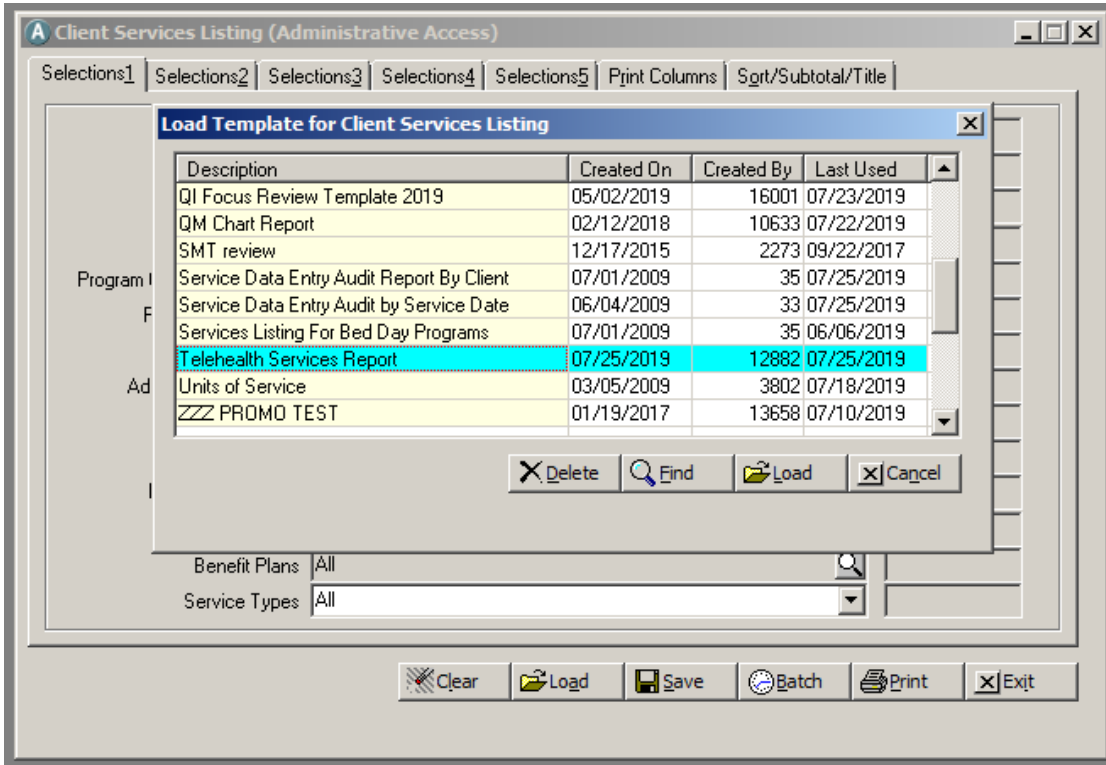 A Client Services Listing (Administrative Access)
Selections1 Selections2 Selections3 Selections4 Selections5 Print Columns Sort/Subtotal/Title
Load Template for Client Services Listing
Description Created On Created By Last Used
QI Focus Review Template 2019 05/02/2019 16001 07/23/2019
QM Chart Report 02/12/2018 10633 07/22/2019
SMT review 12/17/2015 2273 09/22/2017
Program
Service Data Entry Audit Report By Client 07/01/2009 35 07/25/2019
Service Data Entry Audit by Service Date 06/04/2009 33 07/25/2019
Services Listing For Bed Day Programs 07/01/2009 35 06/06/2019
Telehealth Services Report 07/25/2019 12882 07/25/2019
Ad
Units of Service 03/05/2009 3802 07/18/2019
ZZZ PROMO TEST 01/19/2017 13658 07/10/2019
Delete Find Load Cancel
Benefit Plans All
Service Types All
Clear Load Save Batch Print Exit